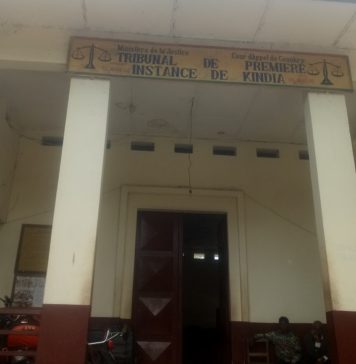 Ministère de la Justice
Cour d'Appel de Conakry
TRIBUNAL DE PREMIERE
INSTANCE DE KINDIA